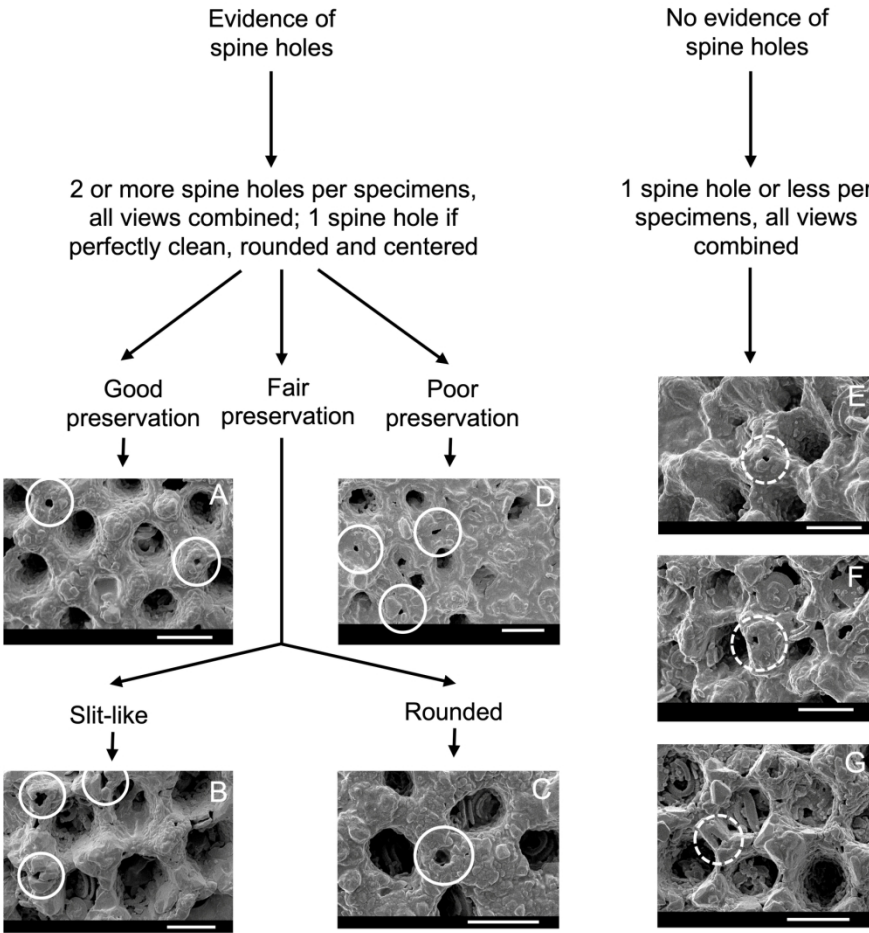 Evidence of
spine holes
No evidence of
spine holes
2 or more spine holes per specimens,
all views combined; 1 spine hole if
perfectly clean, rounded and centered
1 spine hole or less per
specimens, all views
combined
Good
preservation
Fair
preservation
Poor
preservation
A
D
E
F
Slit-like
Rounded
B
C
G